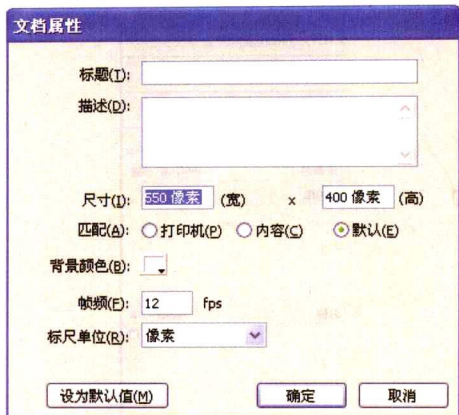 文档属性
标题(T):
描述(D):
尺寸(I): 550 像素 (宽) x 400 像素 (高)
匹配(A): 打印机(P) 内容(C) 默认(E)
背景颜色(B):
帧频(F): 12 fps
标尺单位(R): 像素
设为默认值(M) 确定 取消